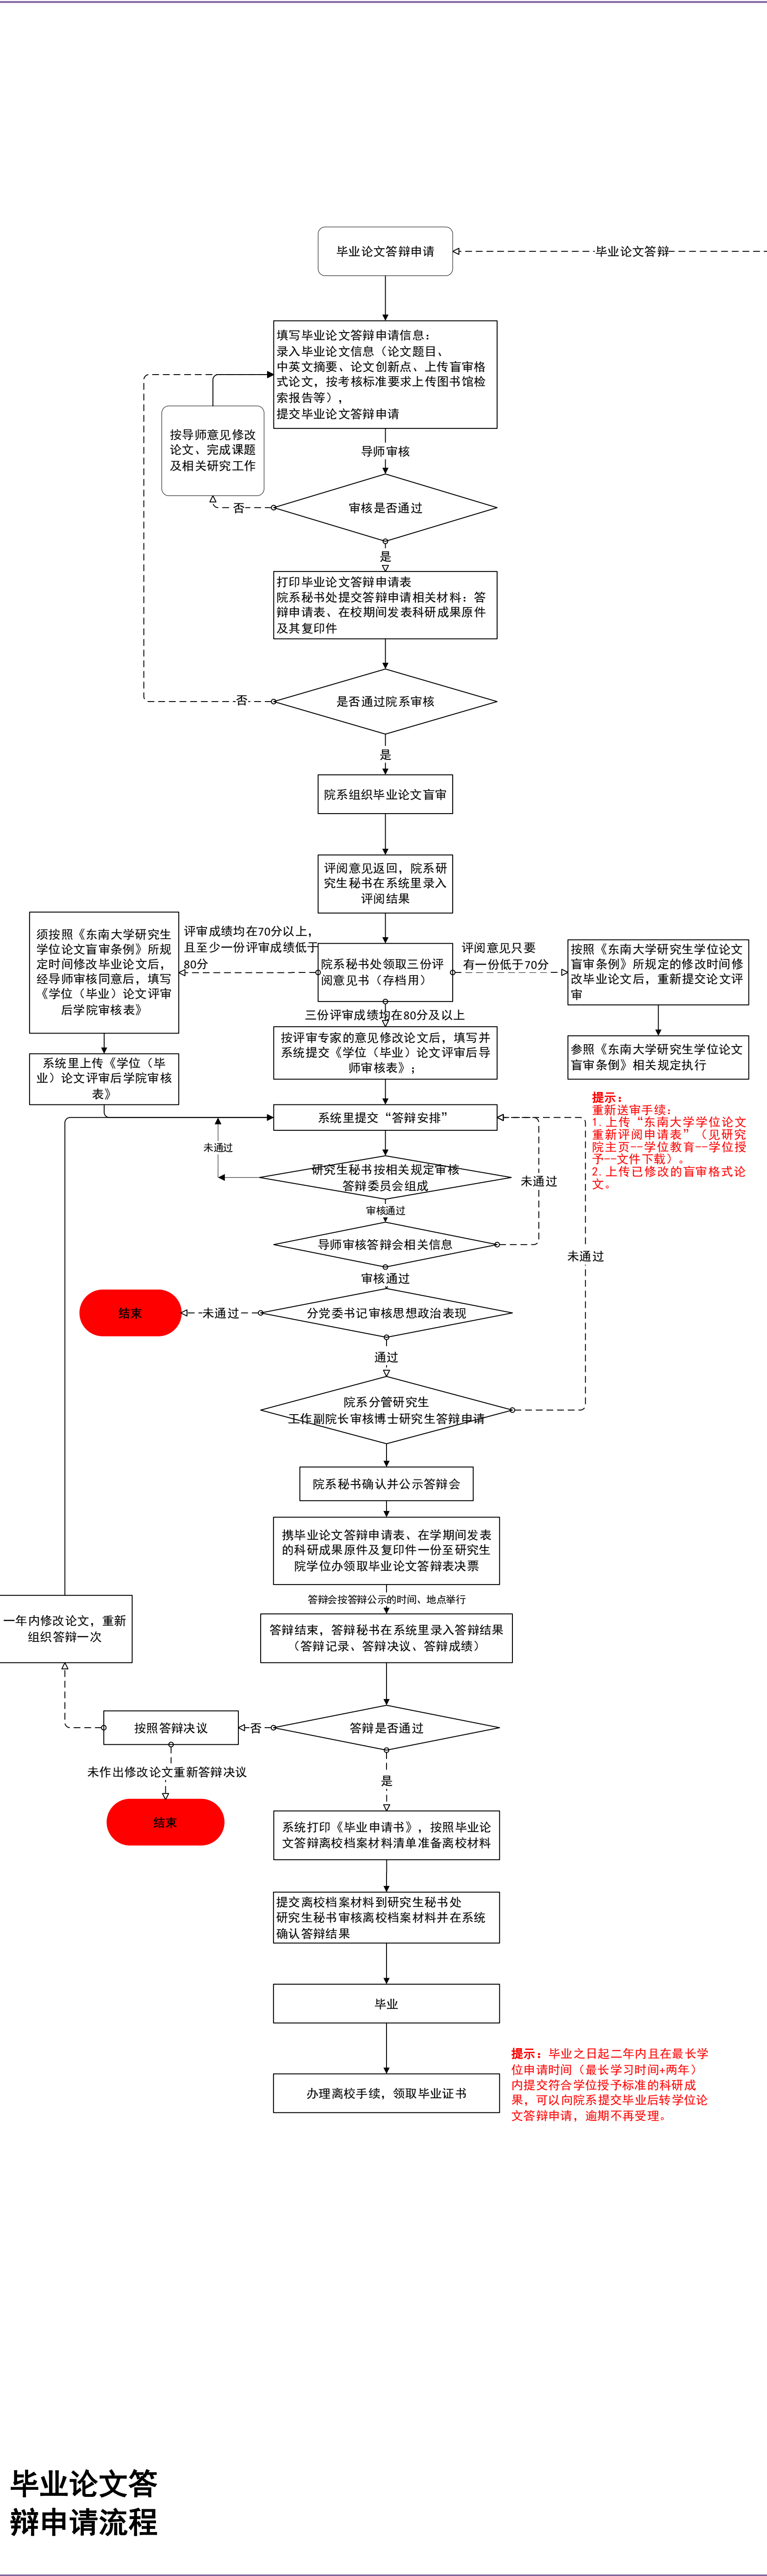 毕业论文答辩申请
毕业论文答辩
填写毕业论文答辩申请信息：
录入毕业论文信息（论文题目、
中英文摘要、论文创新点、上传盲审格
式论文，按考核标准要求上传图书馆检
索报告等），
提交毕业论文答辩申请
按导师意见修改
论文、完成课题
及相关研究工作
导师审核
审核是否通过
否
是
打印毕业论文答辩申请表
院系秘书处提交答辩申请相关材料：答
辩申请表、在校期间发表科研成果原件
及其复印件
是否通过院系审核
否
是
院系组织毕业论文盲审
评阅意见返回，院系研
究生秘书在系统里录入
评阅结果
须按照《东南大学研究生
学位论文盲审条例》所规
定时间修改毕业论文后，
经导师审核同意后，填写
《学位（毕业）论文评审
后学院审核表》
评审成绩均在70分以上，
且至少一份评审成绩低于
80分
院系秘书处领取三份评
阅意见书（存档用）
评阅意见只要
有一份低于70分
按照《东南大学研究生学位论文
盲审条例》所规定的修改时间修
改毕业论文后，重新提交论文评
审
三份评审成绩均在80分及以上
按评审专家的意见修改论文后，填写并
系统提交《学位（毕业）论文评审后导
师审核表》；
参照《东南大学研究生学位论文
盲审条倒》相关规定执行
系统里上传《学位（毕
业）论文评审后学院审核
表》
提示：
重新送审手续：
1.上传“东南大学学位论文
重新评阅申请表”（见研究
院主页--学位教育--学位授
予--文件下载）。
2.上传已修改的盲审格式论
文。
系统里提交“答辩安排”
未通过
研究生秘书按相关规定审核
答辩委员会组成
未通过
审核通过
导师审核答辩会相关信息
未通过
审核通过
结束
未通过
分党委书记审核思想政治表现
通过
院系分管研究生
工作副院长审核博士研究生答辩申请
院系秘书确认并公示答辩会
携毕业论文答辩申请表、在学期间发表
的科研成果原件及复印件一份至研究生
院学位办领取毕业论文答辩表决票
答辩会按答辩公示的时间、地点举行
一年内修改论文，重新
组织答辩一次
答辩结束，答辩秘书在系统里录入答辩结果
（答辩记录、答辩决议、答辩成绩）
按照答辩决议
否
答辩是否通过
未作出修改论文重新答辩决议
是
结束
系统打印《毕业申请书》，按照毕业论
文答辩离校档案材料清单准备离校材料
提交离校档案材料到研究生秘书处
研究生秘书审核离校档案材料并在系统
确认答辩结果
毕业
办理离校手续，领取毕业证书
提示：毕业之日起二年内且在最长学
位申请时间（最长学习时间+两年）
内提交符合学位授予标准的科研成
果，可以向院系提交毕业后转学位论
文答辩申请，逾期不再受理。
毕业论文答
辩申请流程